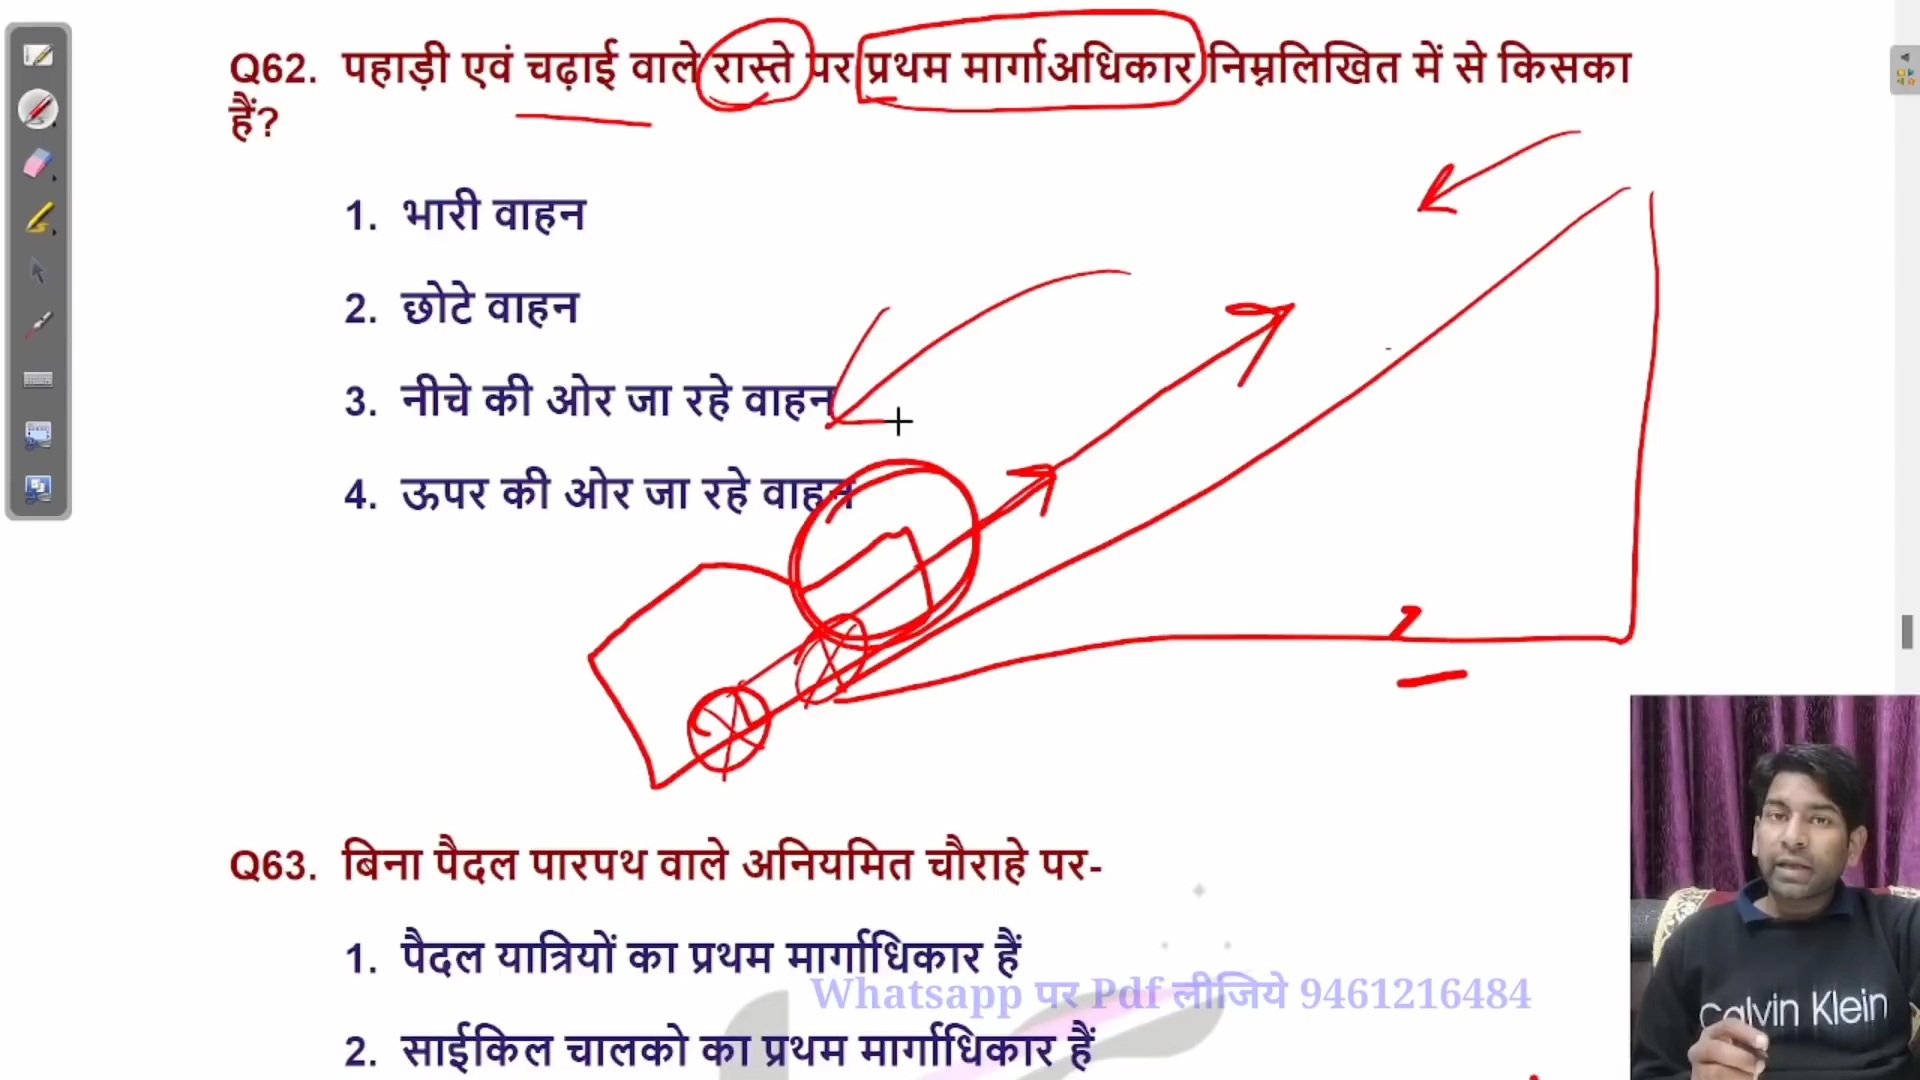 Q62. पहाड़ी एवं चढ़ाई वाले रास्ते पर प्रथम मार्गाअधिकार निम्नलिखित में से किसका
हैं?
1. भारी वाहन
2. छोटे वाहन
3. नीचे की ओर जा रहे वाहन
4. ऊपर की ओर जा रहे वाहन
Q63. बिना पैदल पारपथ वाले अनियमित चौराहे पर-
1. पैदल यात्रियों का प्रथम मार्गाधिकार हैं
Whatsapp पर Pdf लीजिये 9461216484
Calvin Klein
2. साईकिल चालको का प्रथम मार्गाधिकार हैं